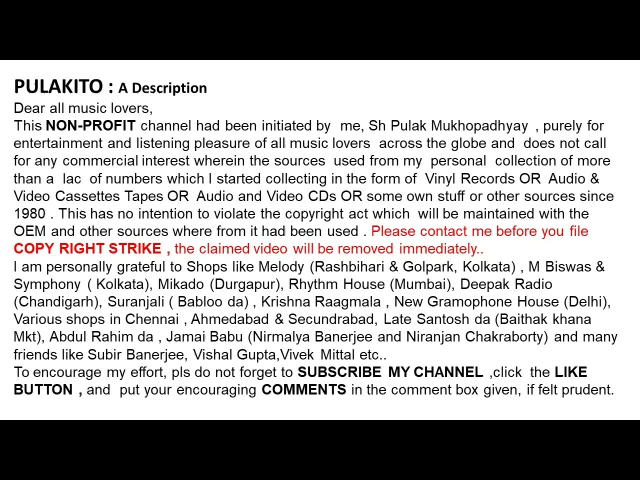 PULAKITO : A Description
Dear all music lovers,
This NON-PROFIT channel had been initiated by me, Sh Pulak Mukhopadhyay , purely for
entertainment and listening pleasure of all music lovers across the globe and does not call
for any commercial interest wherein the sources used from my personal collection of more
than a lac of numbers which I started collecting in the form of Vinyl Records OR Audio &
Video Cassettes Tapes OR Audio and Video CDs OR some own stuff or other sources since
1980 . This has no intention to violate the copyright act which will be maintained with the
OEM and other sources where from it had been used . Please contact me before you file
COPY RIGHT STRIKE , the claimed video will be removed immediately..
I am personally grateful to Shops like Melody (Rashbihari & Golpark, Kolkata) , M Biswas &
Symphony ( Kolkata), Mikado (Durgapur), Rhythm House (Mumbai), Deepak Radio
(Chandigarh), Suranjali ( Babloo da) , Krishna Raagmala , New Gramophone House (Delhi),
Various shops in Chennai , Ahmedabad & Secundrabad, Late Santosh da (Baithak khana
Mkt), Abdul Rahim da , Jamai Babu (Nirmalya Banerjee and Niranjan Chakraborty) and many
friends like Subir Banerjee, Vishal Gupta,Vivek Mittal etc..
To encourage my effort, pls do not forget to SUBSCRIBE MY CHANNEL ,click the LIKE
BUTTON , and put your encouraging COMMENTS in the comment box given, if felt prudent.